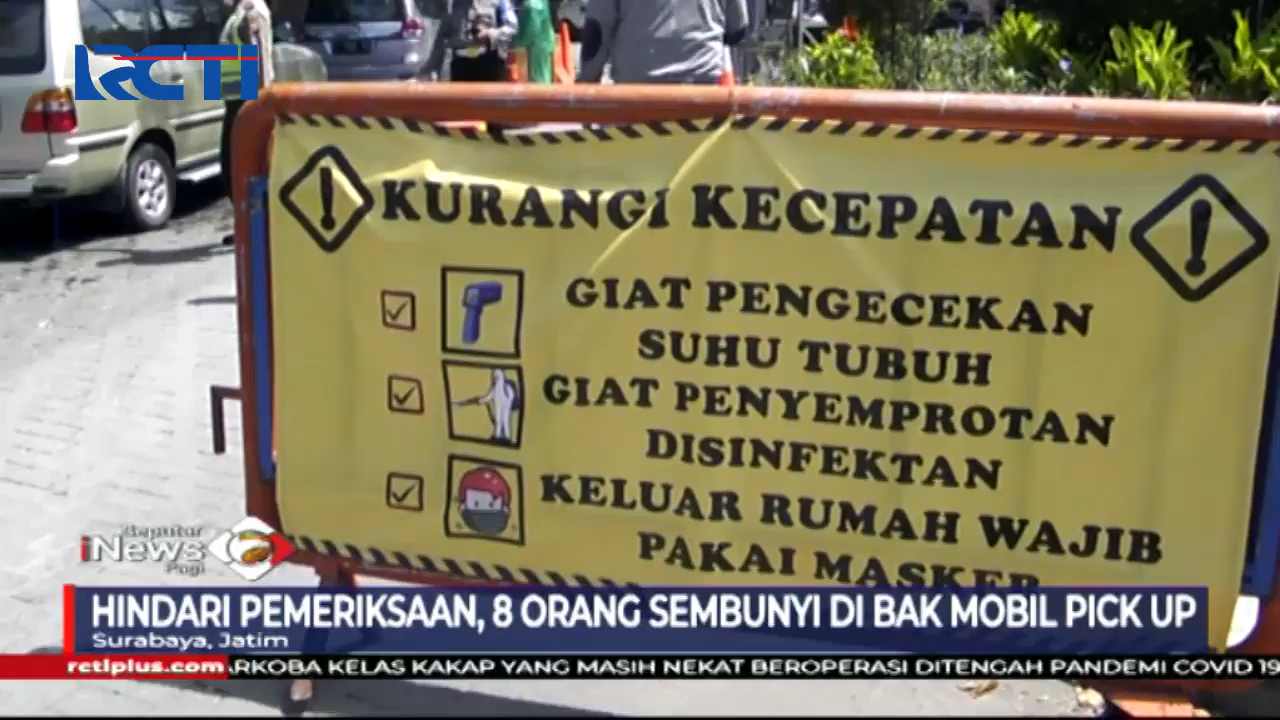 RCTI
KURANGI KECEPATAN
GIAT PENGECEKAN
SUHU TUBUH
GIAT PENYEMPROTAN
DISINFEKTAN
KELUAR RUMAH WAJIB
PAKAI MASKER
Seputar
iNews
Pagi
HINDARI PEMERIKSAAN, 8 ORANG SEMBUNYI DI BAK MOBIL PICK UP
Surabaya, Jatim
rctiplus.com ARKOBA KELAS KAKAP YANG MASIH NEKAT BEROPERASI DITENGAH PANDEMI COVID 19